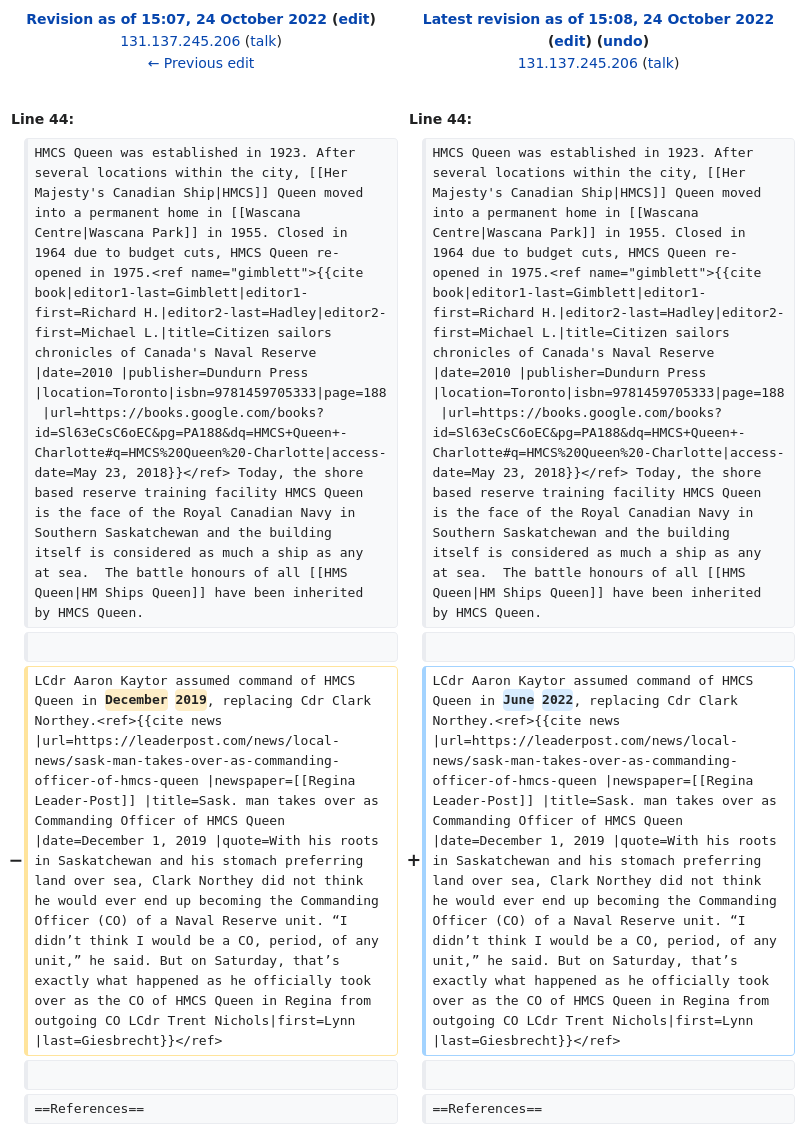 Revision as of 15:07, 24 October 2022 (edit)
131.137.245.206 (talk)
← Previous edit
Latest revision as of 15:08, 24 October 2022
(edit) (undo)
131.137.245.206 (talk)
Line 44:
HMCS Queen was established in 1923. After
several locations within the city, [[Her
Majesty's Canadian Ship|HMCS]] Queen moved
into a permanent home in [[Wascana
Centre|Wascana Park]] in 1955. Closed in
1964 due to budget cuts, HMCS Queen re-
opened in 1975.<ref name="gimblett">{{cite
book|editor1-last=Gimblett|editor1-
first=Richard H.|editor2-last=Hadley|editor2-
first=Michael L.|title=Citizen sailors
chronicles of Canada's Naval Reserve
|date=2010 |publisher=Dundurn Press
|location=Toronto|isbn=9781459705333|page=188
|url=https://books.google.com/books?
id=Sl63eCsC6oEC&pg=PA188&dq=HMCS+Queen+-
Charlotte#q=HMCS%20Queen%20-Charlotte|access-
date=May 23, 2018}}</ref> Today, the shore
based reserve training facility HMCS Queen
is the face of the Royal Canadian Navy in
Southern Saskatchewan and the building
itself is considered as much a ship as any
at sea.  The battle honours of all [[HMS
Queen|HM Ships Queen]] have been inherited
by HMCS Queen.
−
LCdr Aaron Kaytor assumed command of HMCS
Queen in December 2019, replacing Cdr Clark
Northey.<ref>{{cite news
|url=https://leaderpost.com/news/local-
news/sask-man-takes-over-as-commanding-
officer-of-hmcs-queen |newspaper=[[Regina
Leader-Post]] |title=Sask. man takes over as
Commanding Officer of HMCS Queen
|date=December 1, 2019 |quote=With his roots
in Saskatchewan and his stomach preferring
land over sea, Clark Northey did not think
he would ever end up becoming the Commanding
Officer (CO) of a Naval Reserve unit. “I
didn’t think I would be a CO, period, of any
unit,” he said. But on Saturday, that’s
exactly what happened as he officially took
over as the CO of HMCS Queen in Regina from
outgoing CO LCdr Trent Nichols|first=Lynn
|last=Giesbrecht}}</ref>
==References==
Line 44:
HMCS Queen was established in 1923. After
several locations within the city, [[Her
Majesty's Canadian Ship|HMCS]] Queen moved
into a permanent home in [[Wascana
Centre|Wascana Park]] in 1955. Closed in
1964 due to budget cuts, HMCS Queen re-
opened in 1975.<ref name="gimblett">{{cite
book|editor1-last=Gimblett|editor1-
first=Richard H.|editor2-last=Hadley|editor2-
first=Michael L.|title=Citizen sailors
chronicles of Canada's Naval Reserve
|date=2010 |publisher=Dundurn Press
|location=Toronto|isbn=9781459705333|page=188
|url=https://books.google.com/books?
id=Sl63eCsC6oEC&pg=PA188&dq=HMCS+Queen+-
Charlotte#q=HMCS%20Queen%20-Charlotte|access-
date=May 23, 2018}}</ref> Today, the shore
based reserve training facility HMCS Queen
is the face of the Royal Canadian Navy in
Southern Saskatchewan and the building
itself is considered as much a ship as any
at sea.  The battle honours of all [[HMS
Queen|HM Ships Queen]] have been inherited
by HMCS Queen.
+
LCdr Aaron Kaytor assumed command of HMCS
Queen in June 2022, replacing Cdr Clark
Northey.<ref>{{cite news
|url=https://leaderpost.com/news/local-
news/sask-man-takes-over-as-commanding-
officer-of-hmcs-queen |newspaper=[[Regina
Leader-Post]] |title=Sask. man takes over as
Commanding Officer of HMCS Queen
|date=December 1, 2019 |quote=With his roots
in Saskatchewan and his stomach preferring
land over sea, Clark Northey did not think
he would ever end up becoming the Commanding
Officer (CO) of a Naval Reserve unit. “I
didn’t think I would be a CO, period, of any
unit,” he said. But on Saturday, that’s
exactly what happened as he officially took
over as the CO of HMCS Queen in Regina from
outgoing CO LCdr Trent Nichols|first=Lynn
|last=Giesbrecht}}</ref>
==References==